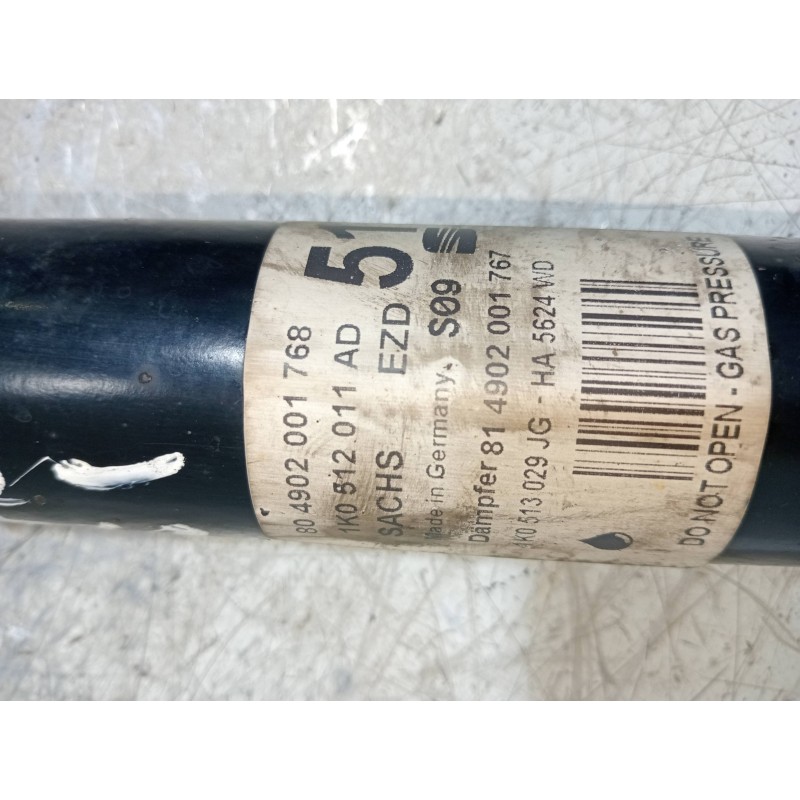 80 4902 001 768
1K0 512 011 AD
SACHS EZD 51
Made in Germany. S09
Dämpfer 81 4902 001 767
1K0 513 029 JG - HA 5624 WD
DO NOT OPEN - GAS PRESSURE